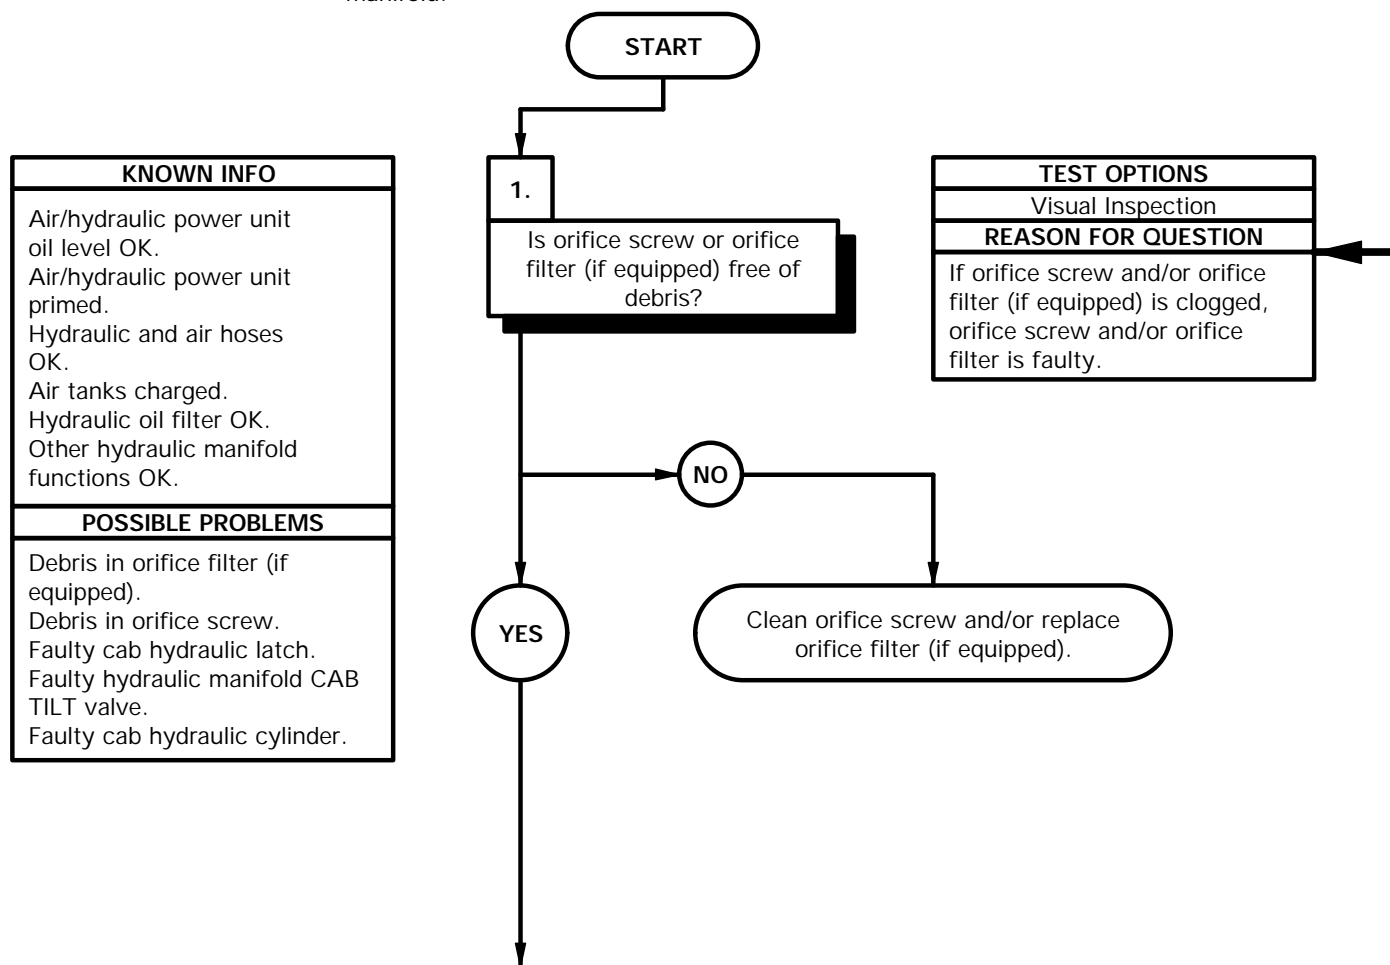 START
KNOWN INFO
Air/hydraulic power unit
oil level OK.
Air/hydraulic power unit
primed.
Hydraulic and air hoses
OK.
Air tanks charged.
Hydraulic oil filter OK.
Other hydraulic manifold
functions OK.
POSSIBLE PROBLEMS
Debris in orifice filter (if
equipped).
Debris in orifice screw.
Faulty cab hydraulic latch.
Faulty hydraulic manifold CAB
TILT valve.
Faulty cab hydraulic cylinder.
1.
Is orifice screw or orifice
filter (if equipped) free of
debris?
TEST OPTIONS
Visual Inspection
REASON FOR QUESTION
If orifice screw and/or orifice
filter (if equipped) is clogged,
orifice screw and/or orifice
filter is faulty.
NO
YES
Clean orifice screw and/or replace
orifice filter (if equipped).